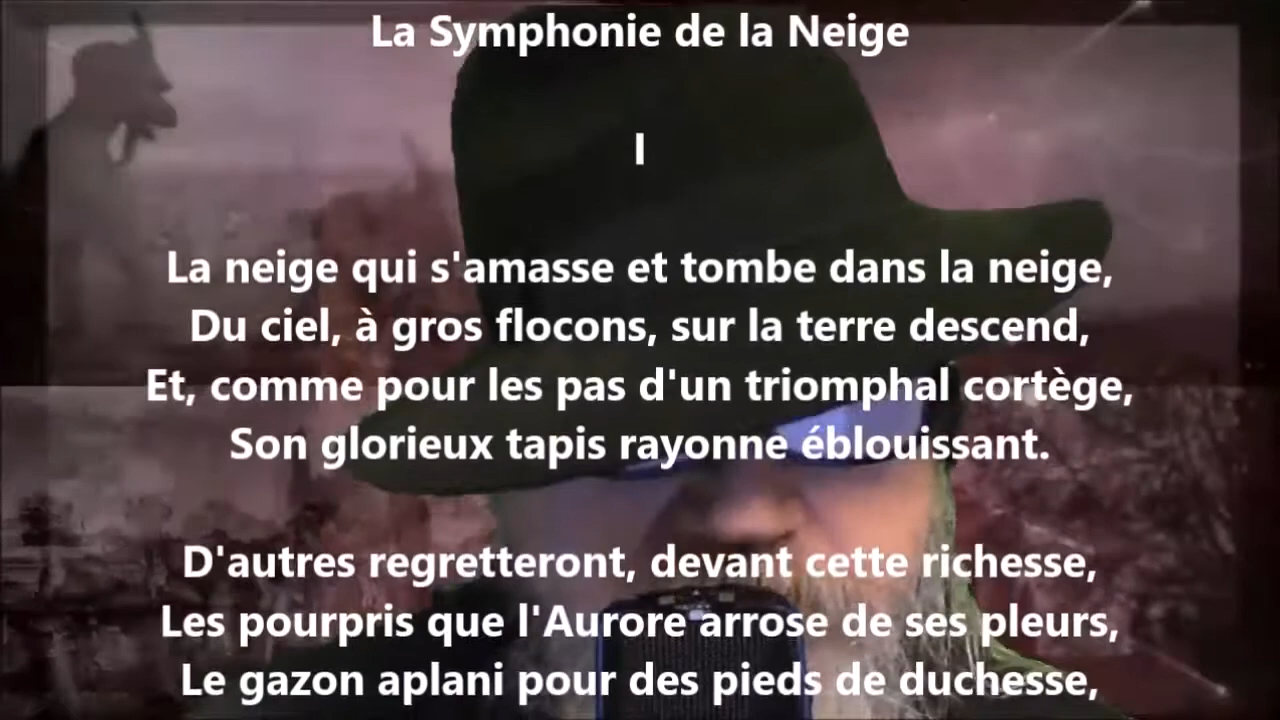 La Symphonie de la Neige
I
La neige qui s'amasse et tombe dans la neige,
Du ciel, à gros flocons, sur la terre descend,
Et, comme pour les pas d'un triomphal cortège,
Son glorieux tapis rayonne éblouissant.
D'autres regretteront, devant cette richesse,
Les pourpris que l'Aurore arrose de ses pleurs,
Le gazon aplani pour des pieds de duchesse,